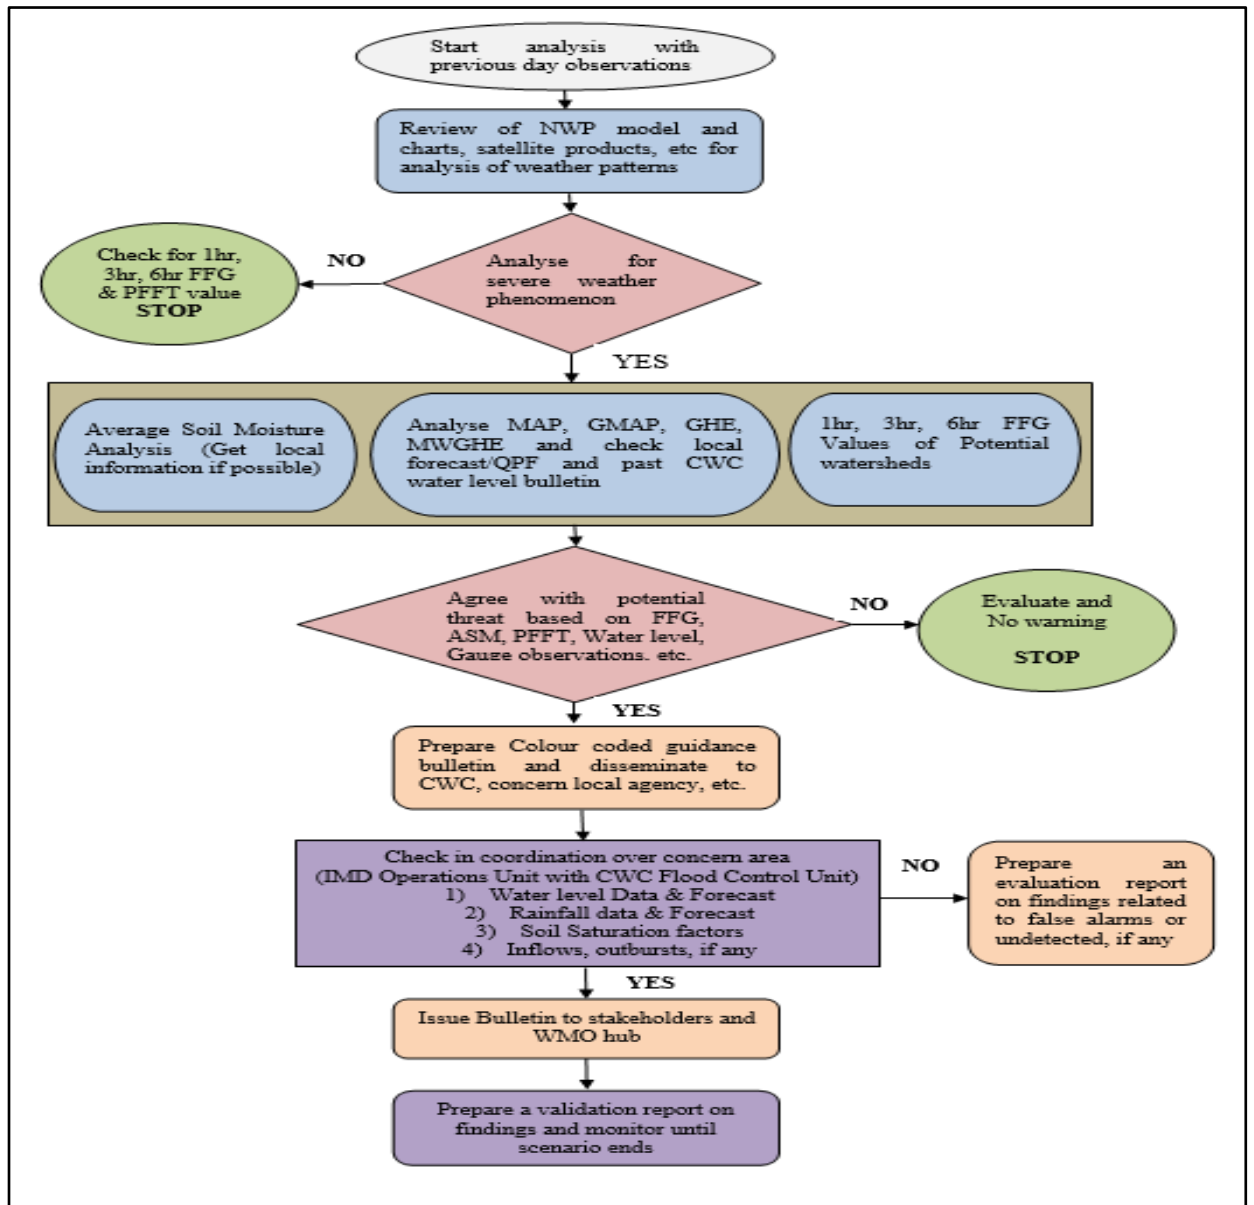 Start analysis with
previous day observations
Review of NWP model and
charts, satellite products, etc for
analysis of weather patterns
Analyse for
severe weather
phenomenon
NO
Check for 1hr,
3hr, 6hr FFG
& PFFT value
STOP
YES
Average Soil Moisture
Analysis (Get local
information if possible)
Analyse MAP, GMAP, GHE,
MWGHE and check local
forecast/QPF and past CWC
water level bulletin
1hr, 3hr, 6hr FFG
Values of Potential
watersheds
Agree with potential
threat based on FFG,
ASM, PFFT, Water level,
Gauge observations. etc.
NO
Evaluate and
No warning
STOP
YES
Prepare Colour coded guidance
bulletin and disseminate to
CWC, concern local agency, etc.
Check in coordination over concern area
(IMD Operations Unit with CWC Flood Control Unit)
1) Water level Data & Forecast
2) Rainfall data & Forecast
3) Soil Saturation factors
4) Inflows, outbursts, if any
NO
Prepare an
evaluation report
on findings related
to false alarms or
undetected, if any
YES
Issue Bulletin to stakeholders and
WMO hub
Prepare a validation report on
findings and monitor until
scenario ends